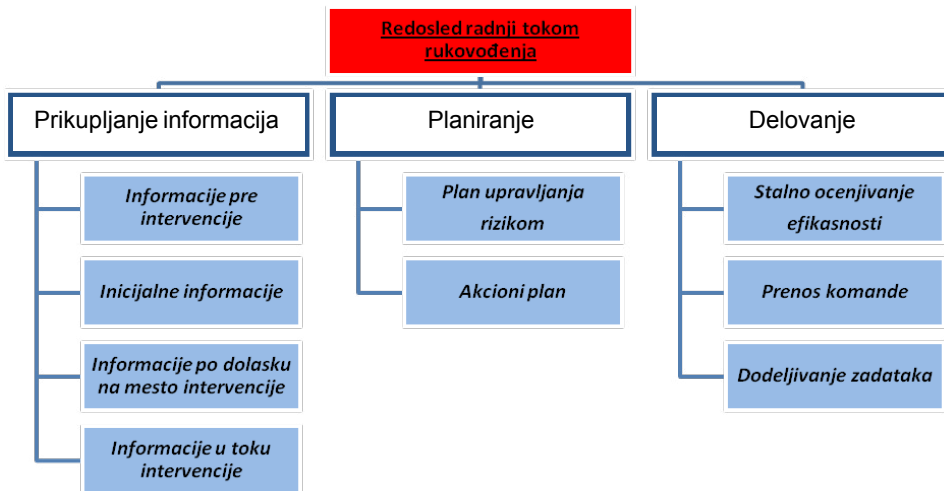 Redosled radnji tokom
rukovođenja
Prikupljanje informacija
Informacije pre
intervencije
Inicijalne informacije
Informacije po dolasku
na mesto intervencije
Informacije u toku
intervencije
Planiranje
Plan upravljanja
rizikom
Akcioni plan
Delovanje
Stalno ocenjivanje
efikasnosti
Prenos komande
Dodeljivanje zadataka